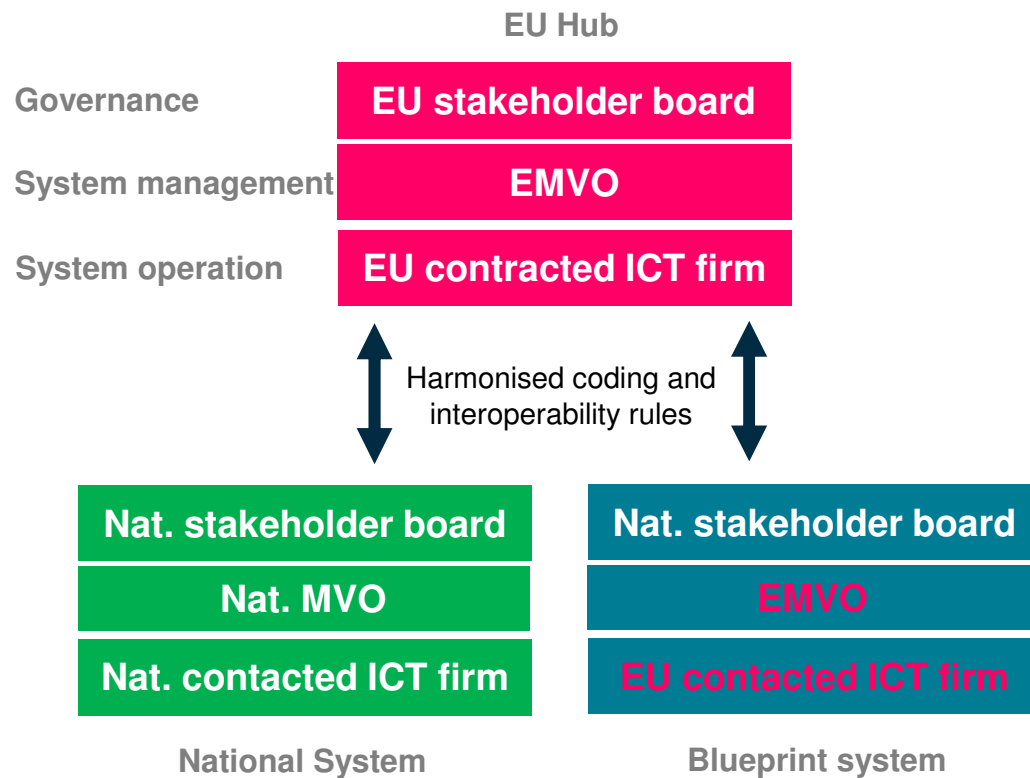 EU Hub
Governance
EU stakeholder board
System management
EMVO
System operation
EU contracted ICT firm
Harmonised coding and
interoperability rules
Nat. stakeholder board
Nat. MVO
Nat. contacted ICT firm
National System
Nat. stakeholder board
EMVO
EU contacted ICT firm
Blueprint system